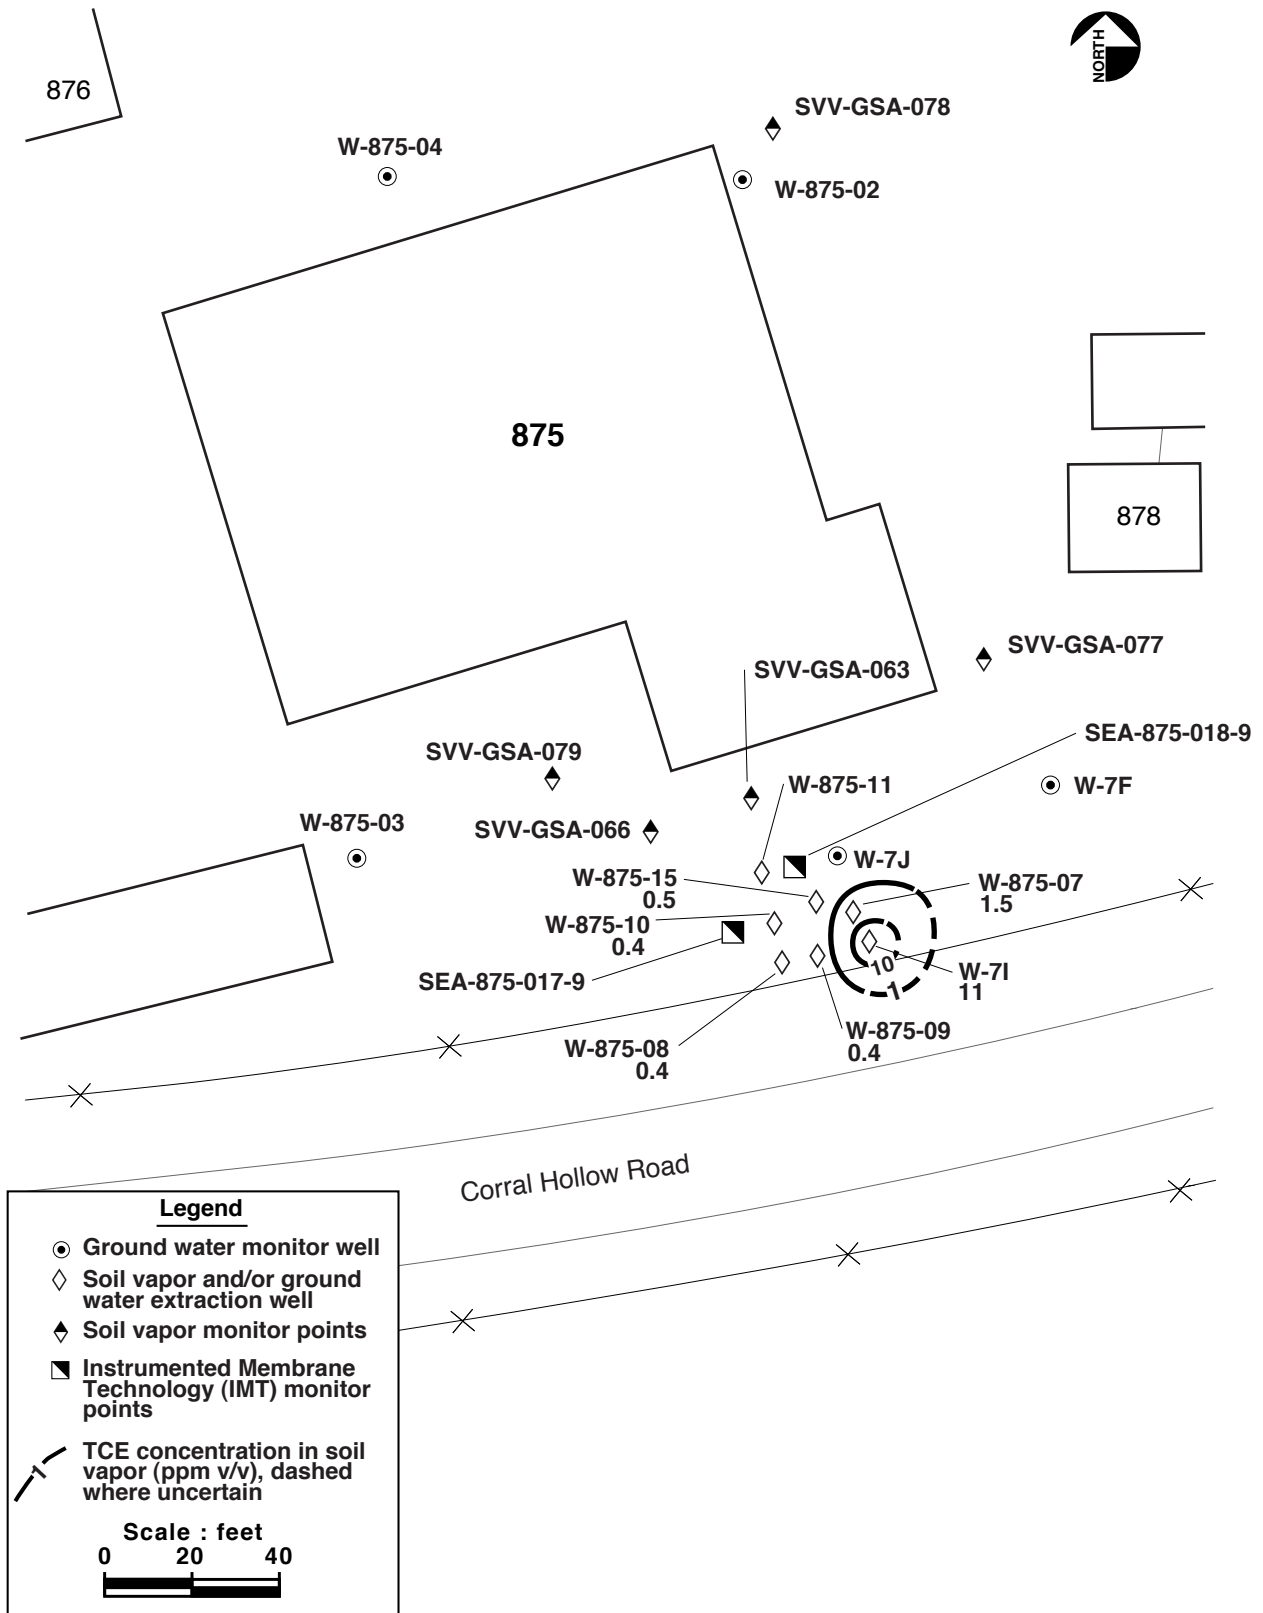 NORTH
876
SVV-GSA-078
W-875-04
W-875-02
875
878
SVV-GSA-077
SVV-GSA-063
SEA-875-018-9
SVV-GSA-079
W-875-11
W-7F
W-875-03
SVV-GSA-066
W-7J
W-875-15
0.5
W-875-07
1.5
W-875-10
0.4
10
W-7I
11
SEA-875-017-9
1
W-875-09
0.4
W-875-08
0.4
Corral Hollow Road
Legend
Ground water monitor well
Soil vapor and/or ground
water extraction well
Soil vapor monitor points
Instrumented Membrane
Technology (IMT) monitor
points
1
TCE concentration in soil
vapor (ppm v/v), dashed
where uncertain
Scale : feet
0 20 40